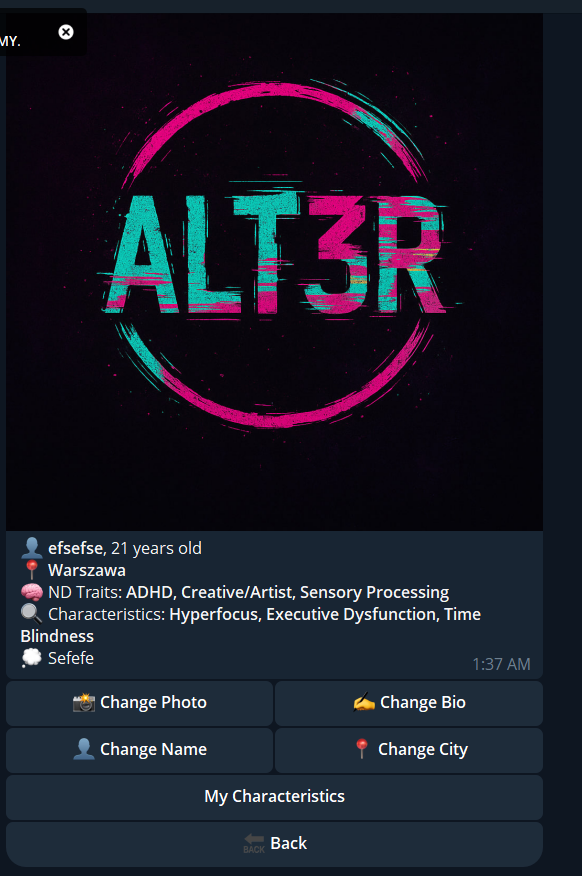 MY.
ALT3R
efsefse, 21 years old
Warszawa
ND Traits: ADHD, Creative/Artist, Sensory Processing
Characteristics: Hyperfocus, Executive Dysfunction, Time
Blindness
Sefefe
1:37 AM
Change Photo
Change Bio
Change Name
Change City
My Characteristics
BACK Back